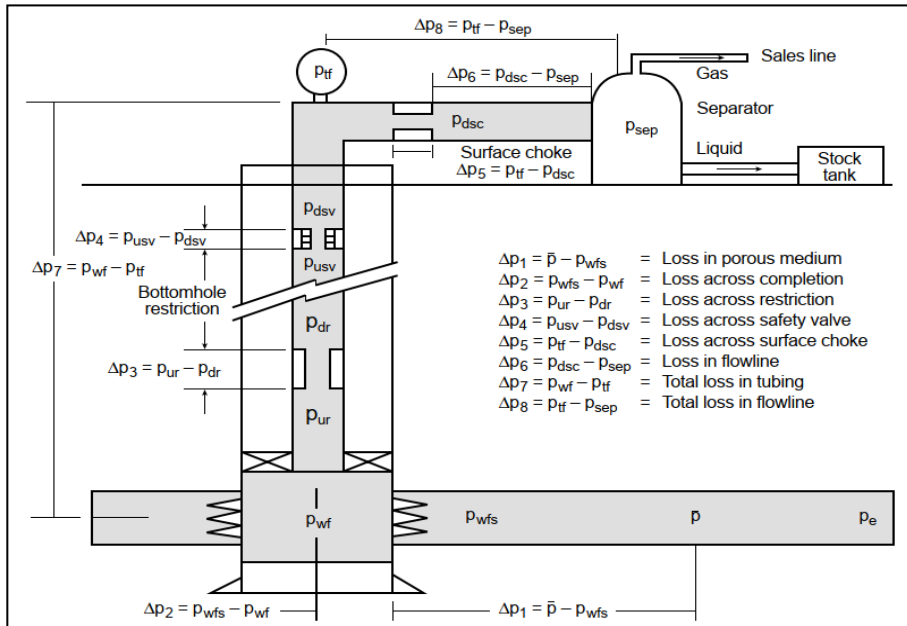 Δp8 = ptf – psep
ptf
Δp6 = pdsc – psep
Sales line
Gas
Separator
pdsc
psep
Surface choke
Δp5 = ptf – pdsc
Liquid
Stock
tank
pdsv
Δp4 = pusv – pdsv
pusv
Δp7 = pwf – ptf
Bottomhole
restriction
pdr
Δp3 = pur – pdr
pur
Δp1 = p̄ – pwfs = Loss in porous medium
Δp2 = pwfs – pwf = Loss across completion
Δp3 = pur – pdr = Loss across restriction
Δp4 = pusv – pdsv = Loss across safety valve
Δp5 = ptf – pdsc = Loss across surface choke
Δp6 = pdsc – psep = Loss in flowline
Δp7 = pwf – ptf = Total loss in tubing
Δp8 = ptf – psep = Total loss in flowline
pwf
pwfs
p̄
pe
Δp2 = pwfs – pwf
Δp1 = p̄ – pwfs